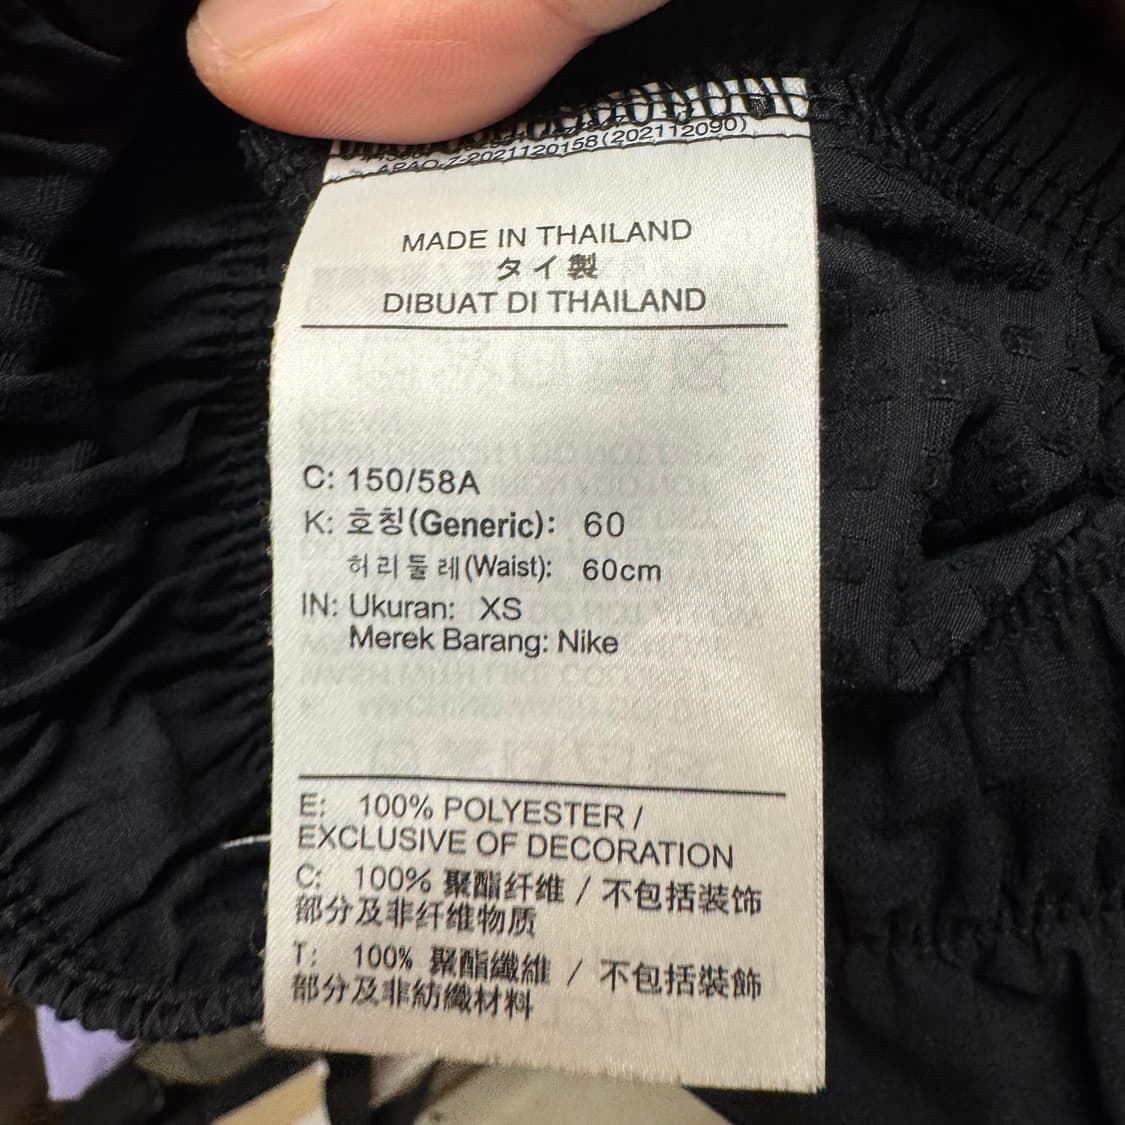 APAO-Z-2021120158(202112090)
MADE IN THAILAND
タイ製
DIBUAT DI THAILAND
C: 150/58A
K: 호칭(Generic): 60
허리둘레(Waist): 60cm
IN: Ukuran: XS
Merek Barang: Nike
E: 100% POLYESTER /
EXCLUSIVE OF DECORATION
C: 100% 聚酯纤维 / 不包括装饰
部分及非纤维物质
T: 100% 聚酯纖維 / 不包括裝飾
部分及非紡織材料